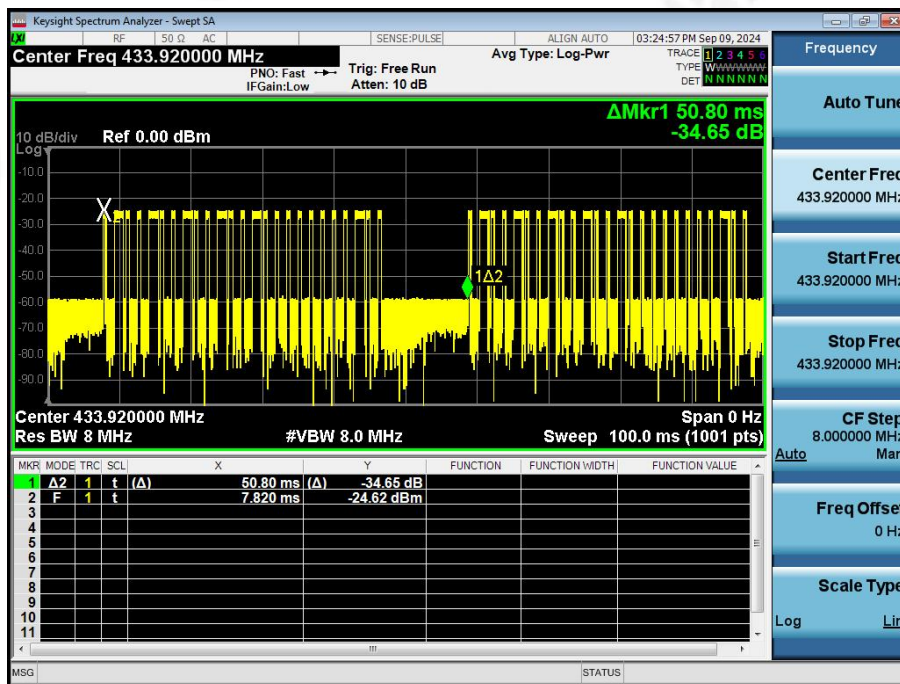 Keysight Spectrum Analyzer - Swept SA
LXI RF 50 Ω AC SENSE:PULSE ALIGN AUTO 03:24:57 PM Sep 09, 2024
Center Freq 433.920000 MHz
PNO: Fast
IFGain:Low
Trig: Free Run
Atten: 10 dB
Avg Type: Log-Pwr
TRACE 1 2 3 4 5 6
TYPE WWWWWWW
DET N N N N N N
ΔMkr1 50.80 ms
-34.65 dB
10 dB/div Ref 0.00 dBm
Log
-10.0
-20.0
-30.0
-40.0
-50.0
-60.0
-70.0
-80.0
-90.0
1Δ2
Center 433.920000 MHz Span 0 Hz
Res BW 8 MHz #VBW 8.0 MHz Sweep 100.0 ms (1001 pts)
MKR MODE TRC SCL X Y FUNCTION FUNCTION WIDTH FUNCTION VALUE
1 Δ2 1 t (Δ) 50.80 ms (Δ) -34.65 dB
2 F 1 t 7.820 ms -24.62 dBm
3
4
5
6
7
8
9
10
11
MSG STATUS
Frequency
Auto Tune
Center Freq
433.920000 MHz
Start Freq
433.920000 MHz
Stop Freq
433.920000 MHz
CF Step
8.000000 MHz
Auto Man
Freq Offset
0 Hz
Scale Type
Log Lin